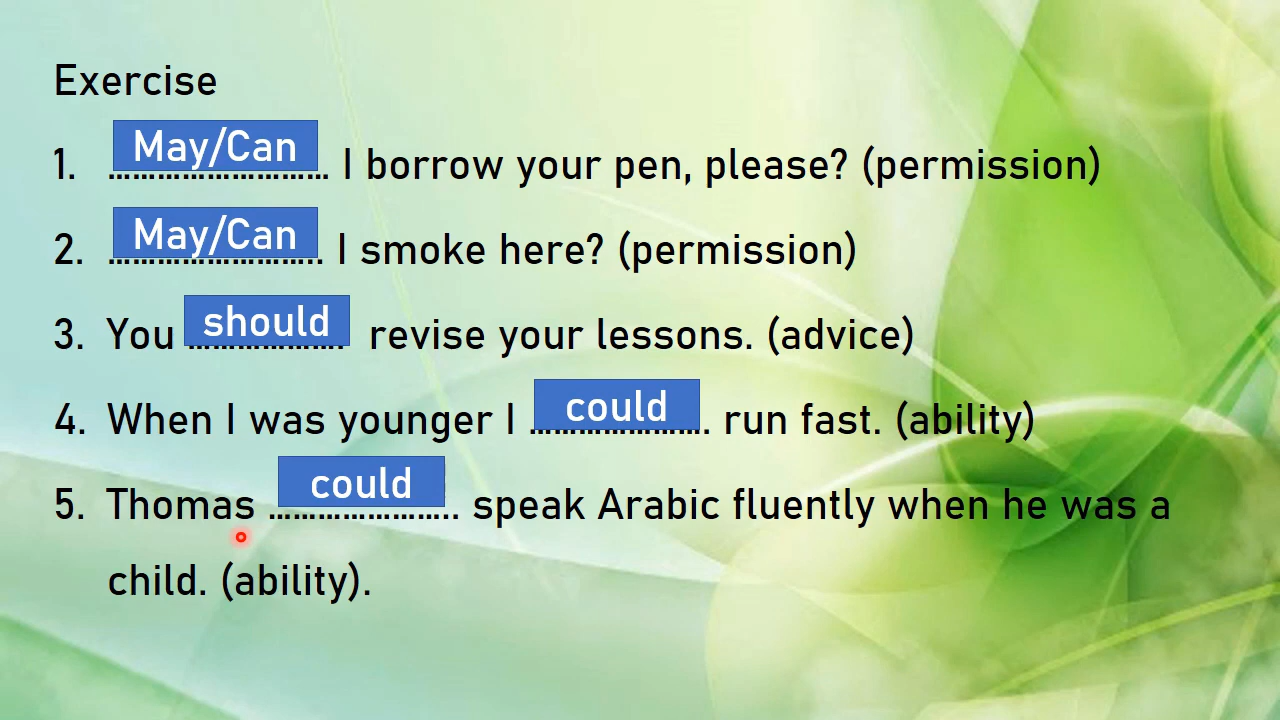 Exercise
1. May/Can ........................... I borrow your pen, please? (permission)
2. May/Can .......................... I smoke here? (permission)
3. You should ................... revise your lessons. (advice)
4. When I was younger I could ...................... run fast. (ability)
5. Thomas could ....................... speak Arabic fluently when he was a
child. (ability).